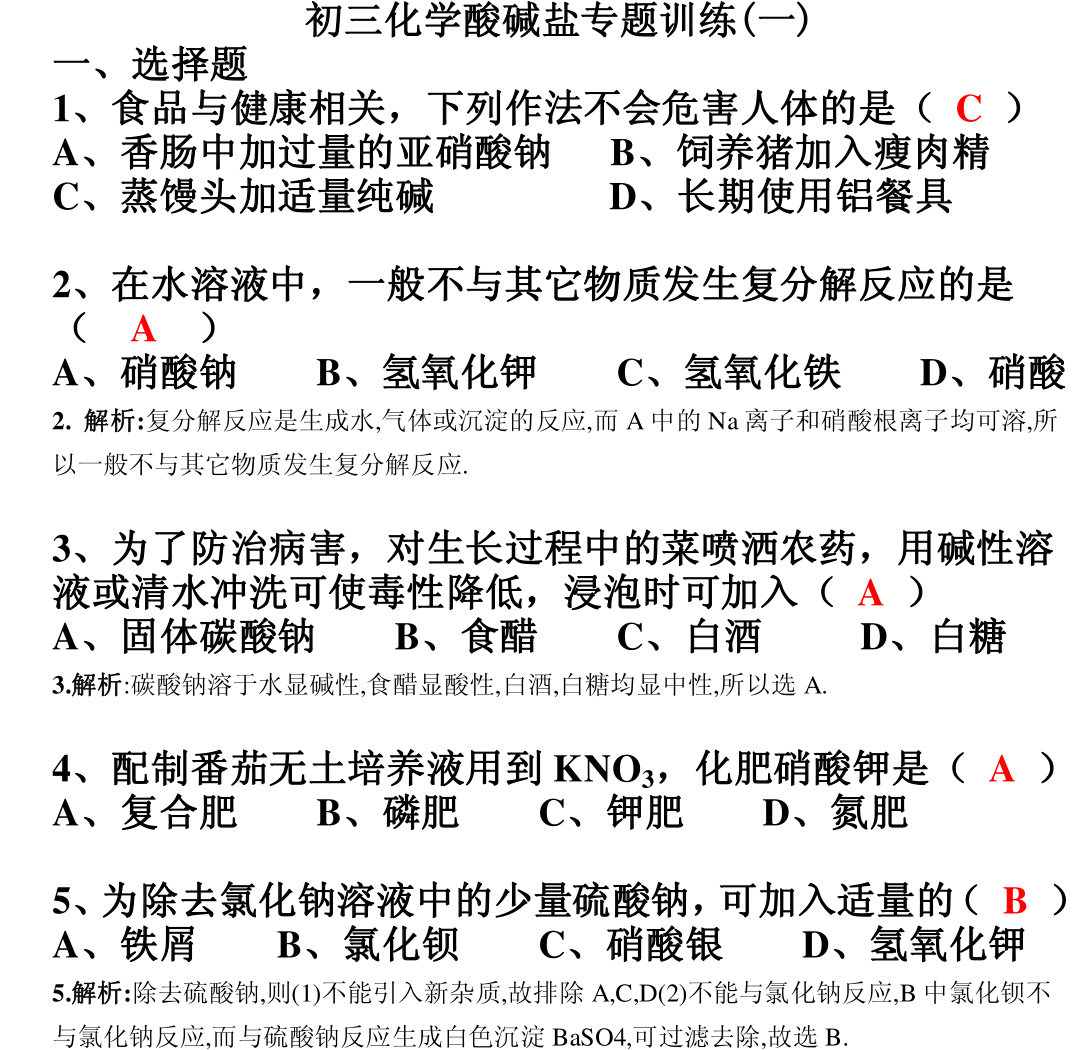 初三化学酸碱盐专题训练(一)
一、选择题
1、食品与健康相关，下列作法不会危害人体的是（ C ）
A、香肠中加过量的亚硝酸钠 B、饲养猪加入瘦肉精
C、蒸馒头加适量纯碱 D、长期使用铝餐具
2、在水溶液中，一般不与其它物质发生复分解反应的是
（ A ）
A、硝酸钠 B、氢氧化钾 C、氢氧化铁 D、硝酸
2. 解析:复分解反应是生成水,气体或沉淀的反应,而 A 中的 Na 离子和硝酸根离子均可溶,所
以一般不与其它物质发生复分解反应.
3、为了防治病害，对生长过程中的菜喷洒农药，用碱性溶
液或清水冲洗可使毒性降低，浸泡时可加入（ A ）
A、固体碳酸钠 B、食醋 C、白酒 D、白糖
3.解析:碳酸钠溶于水显碱性,食醋显酸性,白酒,白糖均显中性,所以选 A.
4、配制番茄无土培养液用到 KNO₃，化肥硝酸钾是（ A ）
A、复合肥 B、磷肥 C、钾肥 D、氮肥
5、为除去氯化钠溶液中的少量硫酸钠，可加入适量的（ B ）
A、铁屑 B、氯化钡 C、硝酸银 D、氢氧化钾
5.解析:除去硫酸钠,则(1)不能引入新杂质,故排除 A,C,D(2)不能与氯化钠反应,B 中氯化钡不
与氯化钠反应,而与硫酸钠反应生成白色沉淀 BaSO4,可过滤去除,故选 B.